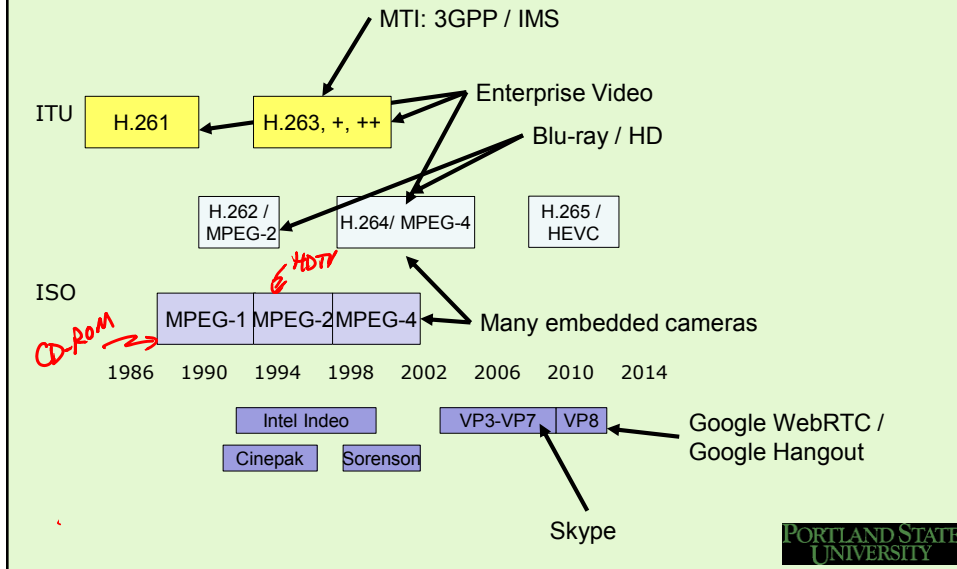 MTI: 3GPP / IMS
ITU
H.261
H.263, +, ++
Enterprise Video
Blu-ray / HD
H.262 /
MPEG-2
H.264/ MPEG-4
H.265 /
HEVC
HDTV
ISO
CD-ROM
MPEG-1
MPEG-2
MPEG-4
Many embedded cameras
1986 1990 1994 1998 2002 2006 2010 2014
Intel Indeo
VP3-VP7
VP8
Google WebRTC /
Google Hangout
Cinepak
Sorenson
Skype
PORTLAND STATE
UNIVERSITY